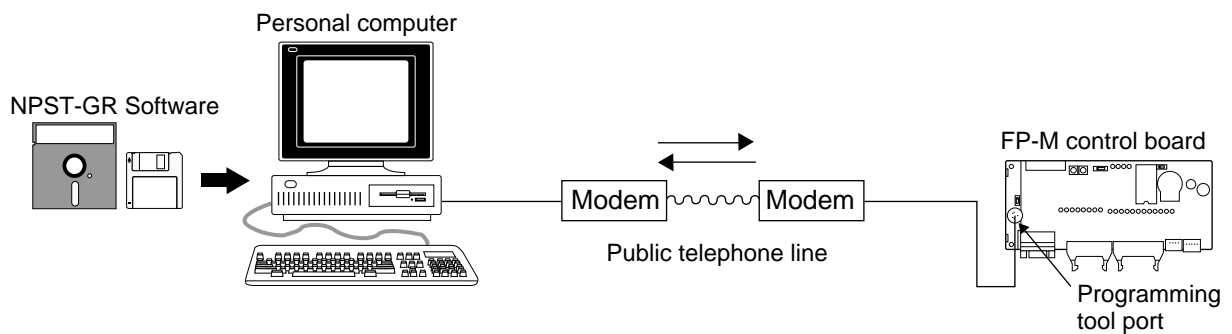 Personal computer
NPST-GR Software
FP-M control board
Modem
Modem
Public telephone line
Programming
tool port